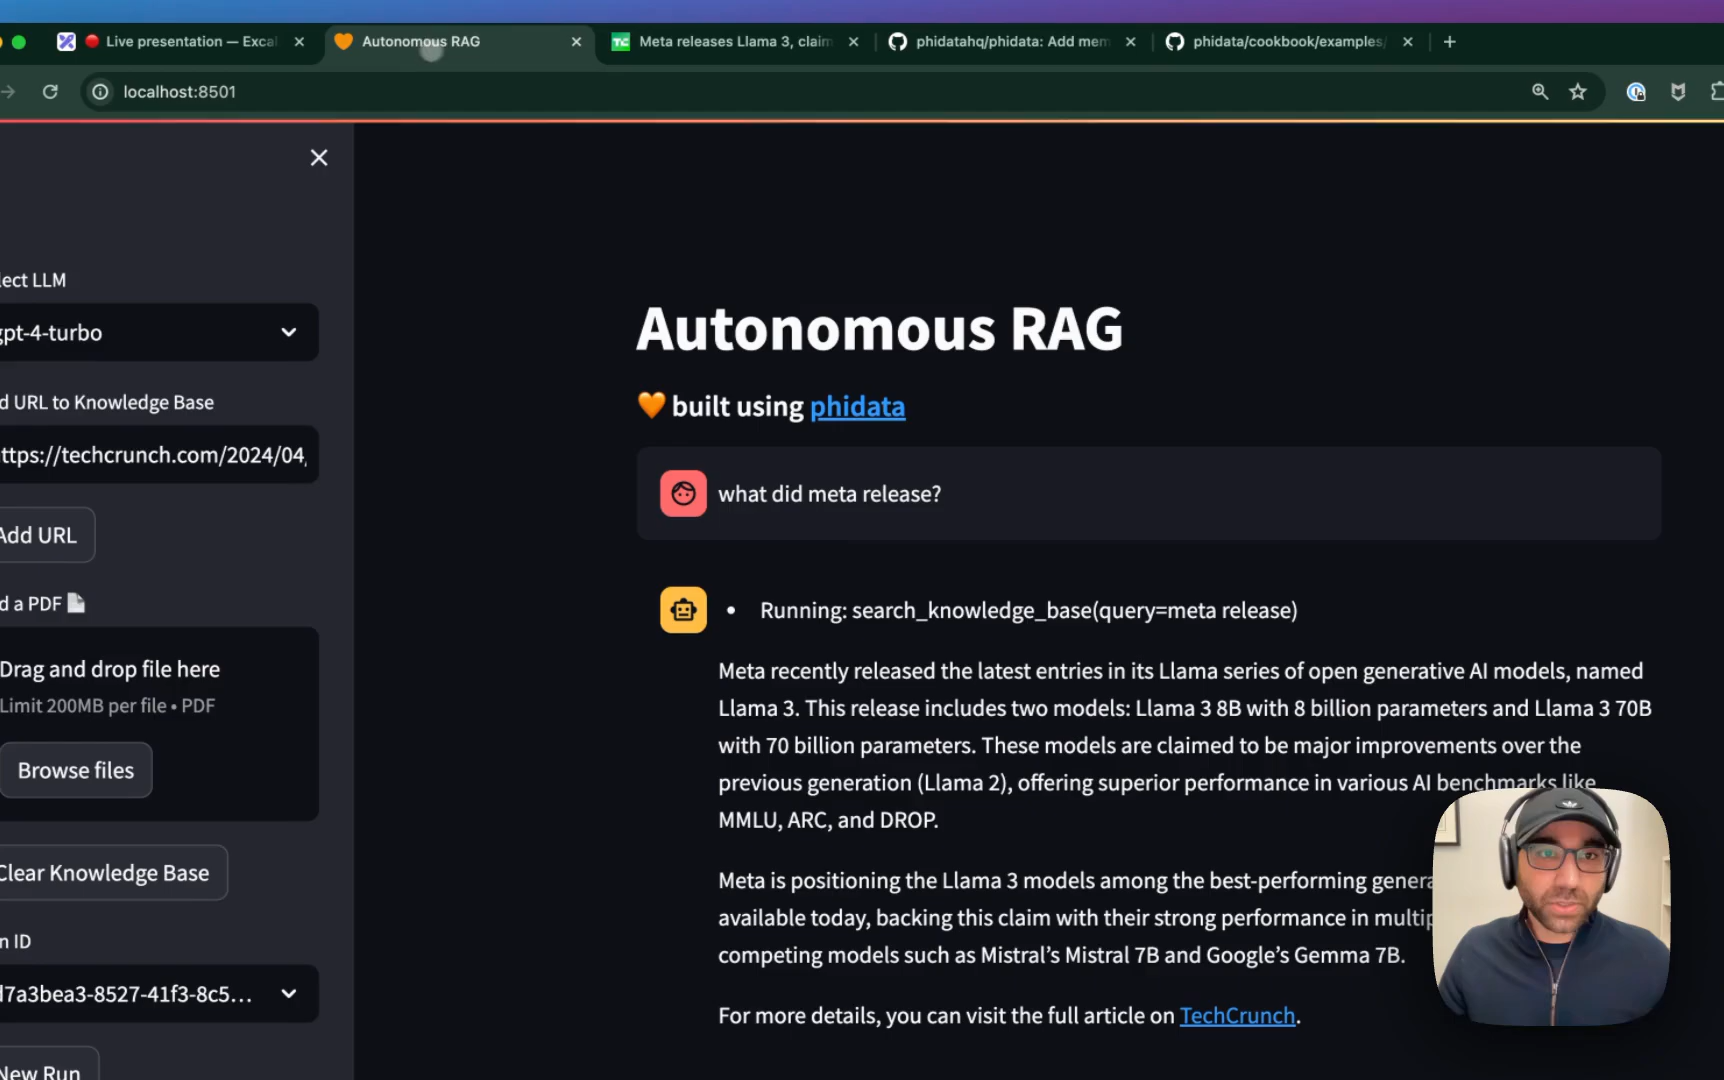 Live presentation — Excal
Autonomous RAG
Meta releases Llama 3, claim
phidatahq/phidata: Add mem
phidata/cookbook/examples/
localhost:8501
lect LLM
gpt-4-turbo
d URL to Knowledge Base
ttps://techcrunch.com/2024/04,
Add URL
d a PDF
Drag and drop file here
Limit 200MB per file • PDF
Browse files
Clear Knowledge Base
n ID
d7a3bea3-8527-41f3-8c5...
New Run
Autonomous RAG
🧡 built using phidata
what did meta release?
• Running: search_knowledge_base(query=meta release)
Meta recently released the latest entries in its Llama series of open generative AI models, named
Llama 3. This release includes two models: Llama 3 8B with 8 billion parameters and Llama 3 70B
with 70 billion parameters. These models are claimed to be major improvements over the
previous generation (Llama 2), offering superior performance in various AI benchmarks like
MMLU, ARC, and DROP.
Meta is positioning the Llama 3 models among the best-performing genera
available today, backing this claim with their strong performance in multip
competing models such as Mistral’s Mistral 7B and Google’s Gemma 7B.
For more details, you can visit the full article on TechCrunch.